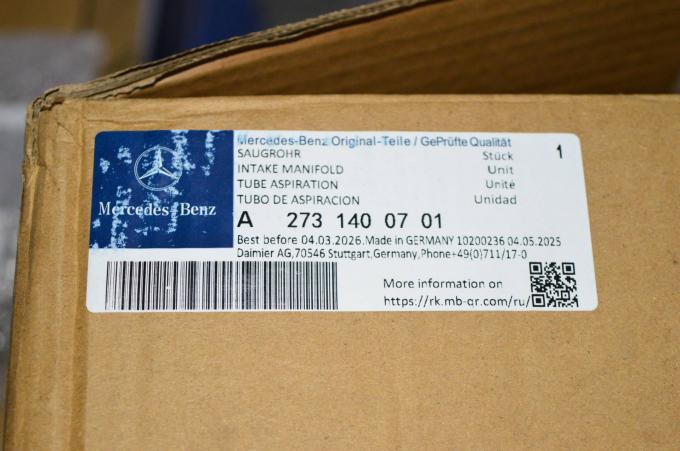 Mercedes-Benz
Mercedes-Benz Original-Teile / GePrüfte Qualität
SAUGROHR Stück 1
INTAKE MANIFOLD Unit
TUBE ASPIRATION Unité
TUBO DE ASPIRACION Unidad
A 273 140 07 01
Best before 04.03.2026.Made in GERMANY 10200236 04.05.2025
Daimler AG,70546 Stuttgart,Germany,Phone+49(0)711/17-0
More information on
https://rk.mb-qr.com/ru/